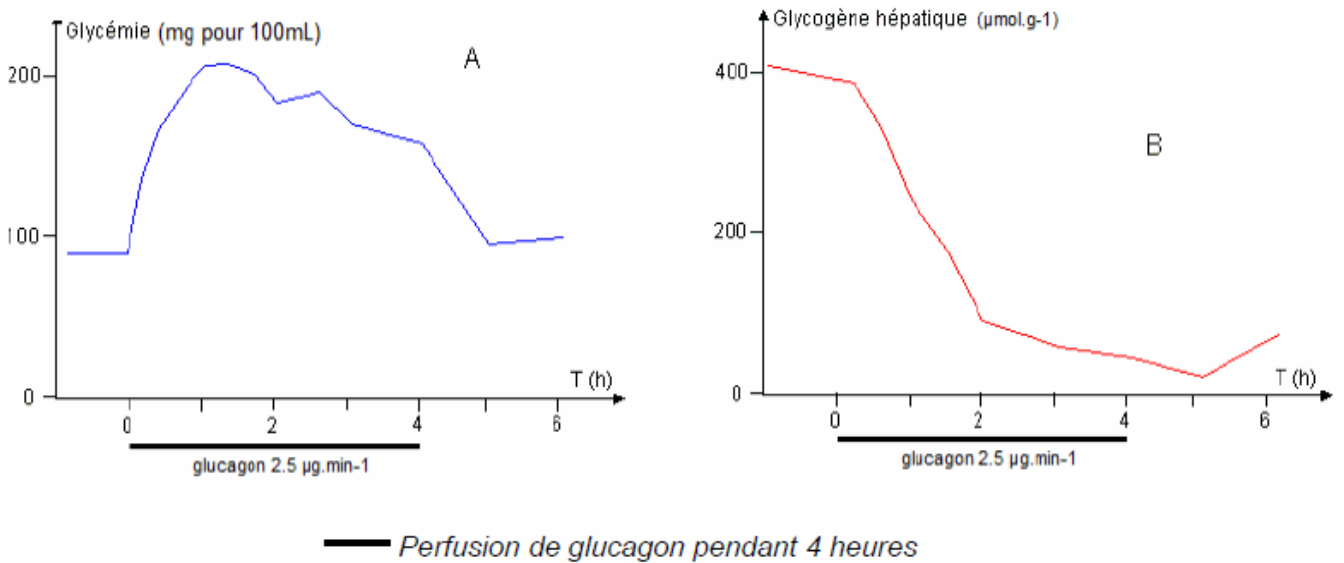 Glycémie (mg pour 100mL)
A
200
100
0
T (h)
0 2 4 6
glucagon 2.5 µg.min-1
Glycogène hépatique (µmol.g-1)
400
B
200
0
T (h)
0 2 4 6
glucagon 2.5 µg.min-1
Perfusion de glucagon pendant 4 heures